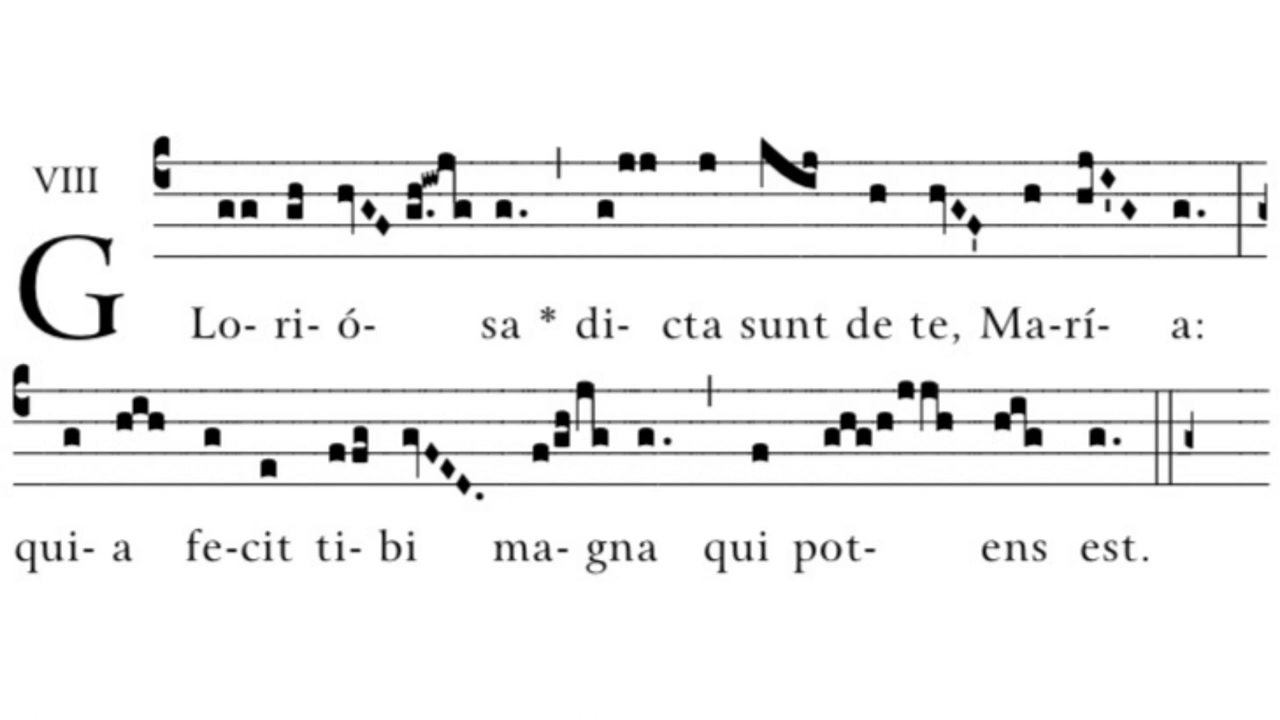 VIII
GLo- ri- ó- sa * di- cta sunt de te, Ma-rí- a:
qui- a fe-cit ti- bi ma- gna qui pot- ens est.